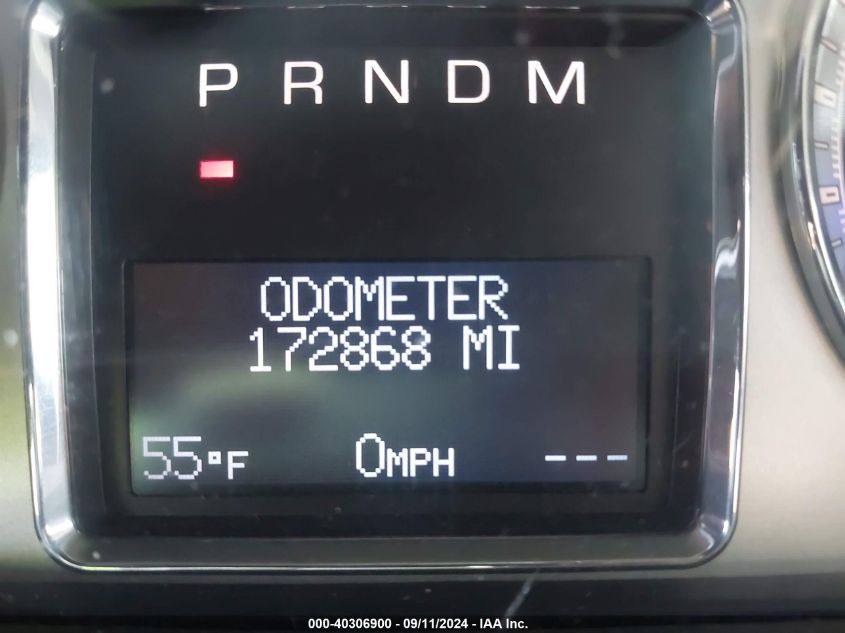 P R N D M
ODOMETER
172868 MI
55°F 0MPH ---
000-40306900 - 09/11/2024 - IAA Inc.